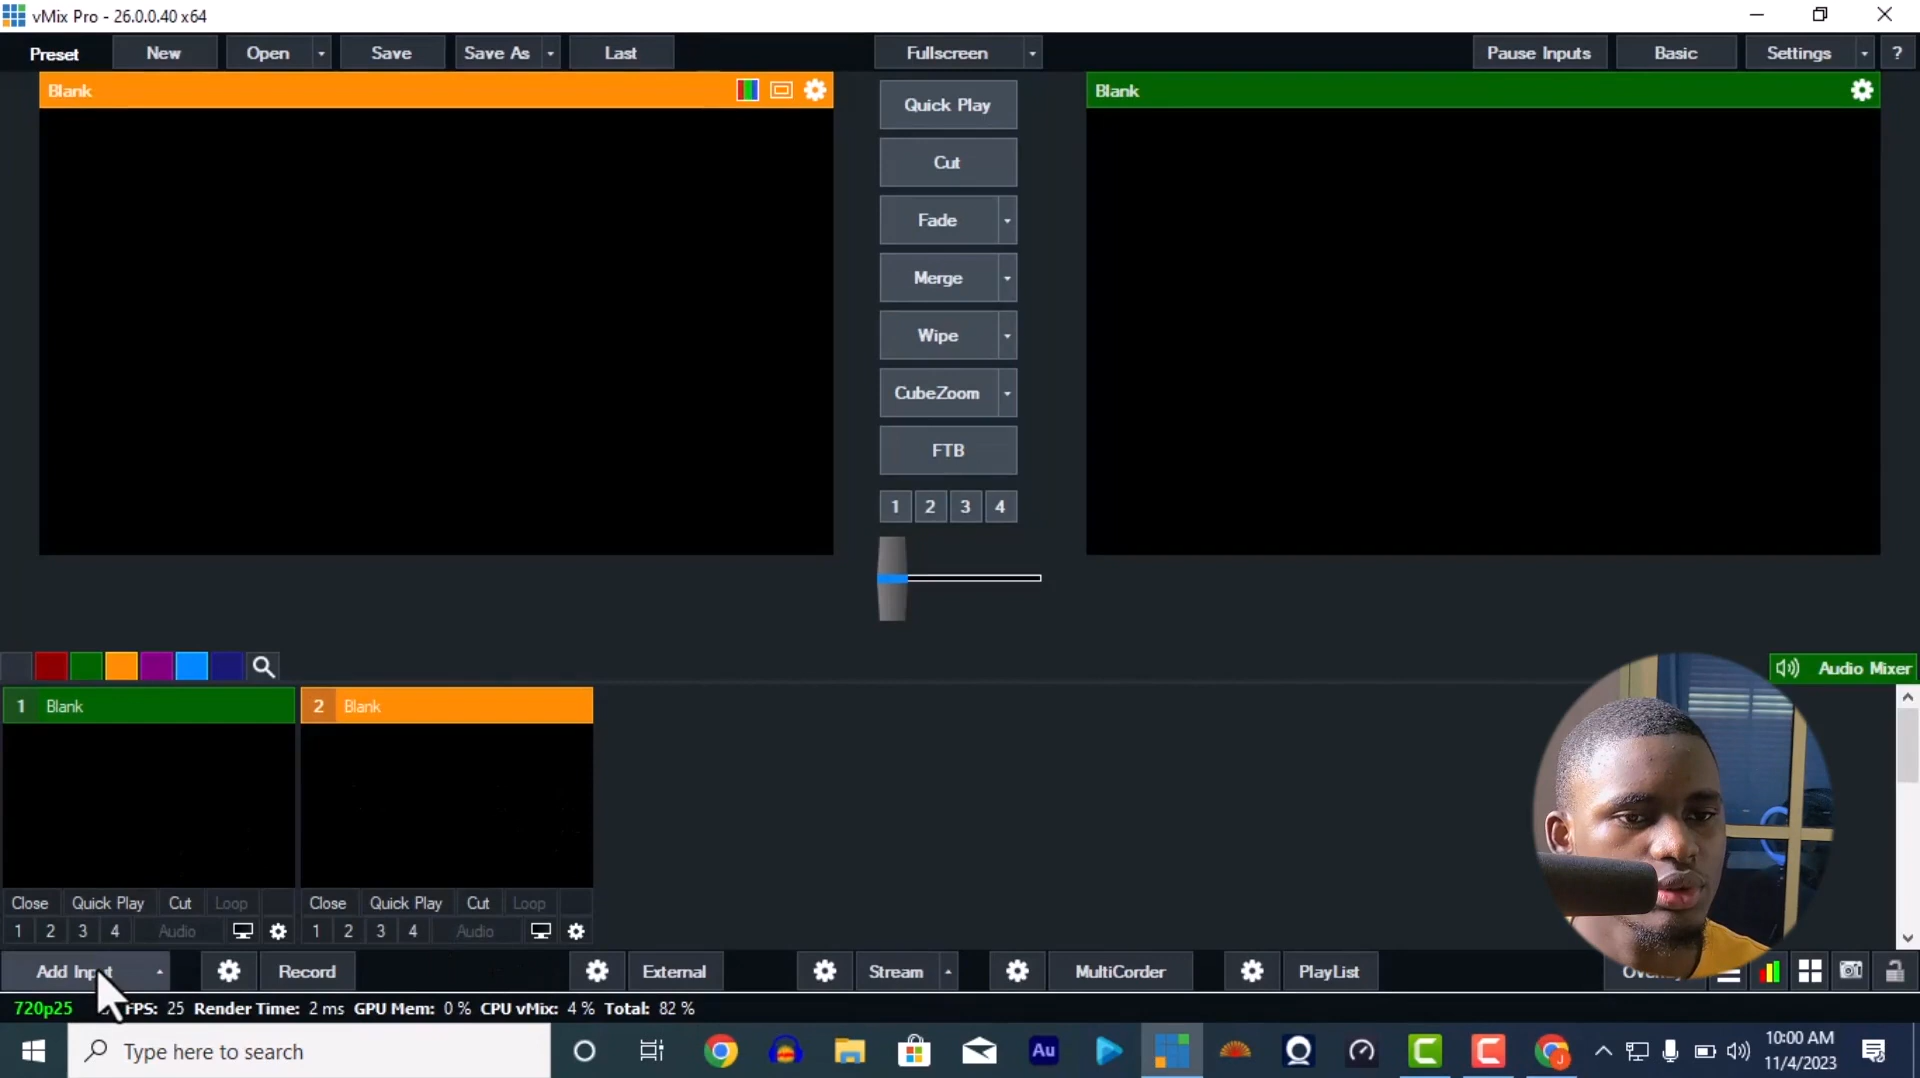 vMix Pro - 26.0.0.40 x64
Preset New Open Save Save As Last Fullscreen Pause Inputs Basic Settings ?
Blank
Blank
Quick Play
Cut
Fade
Merge
Wipe
CubeZoom
FTB
1 2 3 4
Audio Mixer
1 Blank
2 Blank
Close Quick Play Cut Loop
Close Quick Play Cut Loop
1 2 3 4 Audio
1 2 3 4 Audio
Add Input Record External Stream MultiCorder PlayList
720p25 FPS: 25 Render Time: 2 ms GPU Mem: 0 % CPU vMix: 4 % Total: 82 %
Type here to search
Au
10:00 AM
11/4/2023